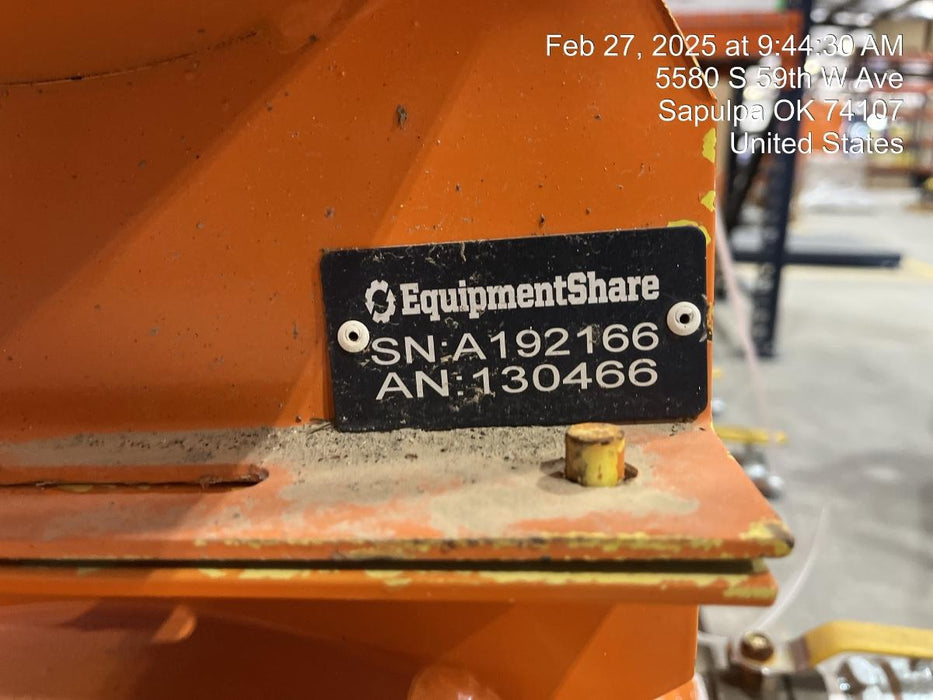 Feb 27, 2025 at 9:44:30 AM
5580 S 59th W Ave
Sapulpa OK 74107
United States
EquipmentShare
SN:A192166
AN:130466